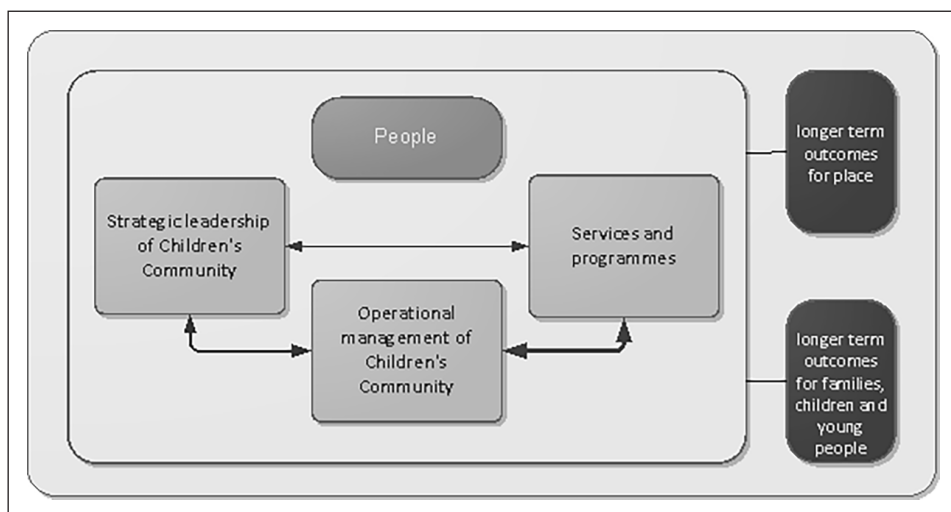 People
Strategic leadership
of Children's
Community
Services and
programmes
Operational
management of
Children's
Community
longer term
outcomes
for place
longer term
outcomes
for families,
children and
young
people